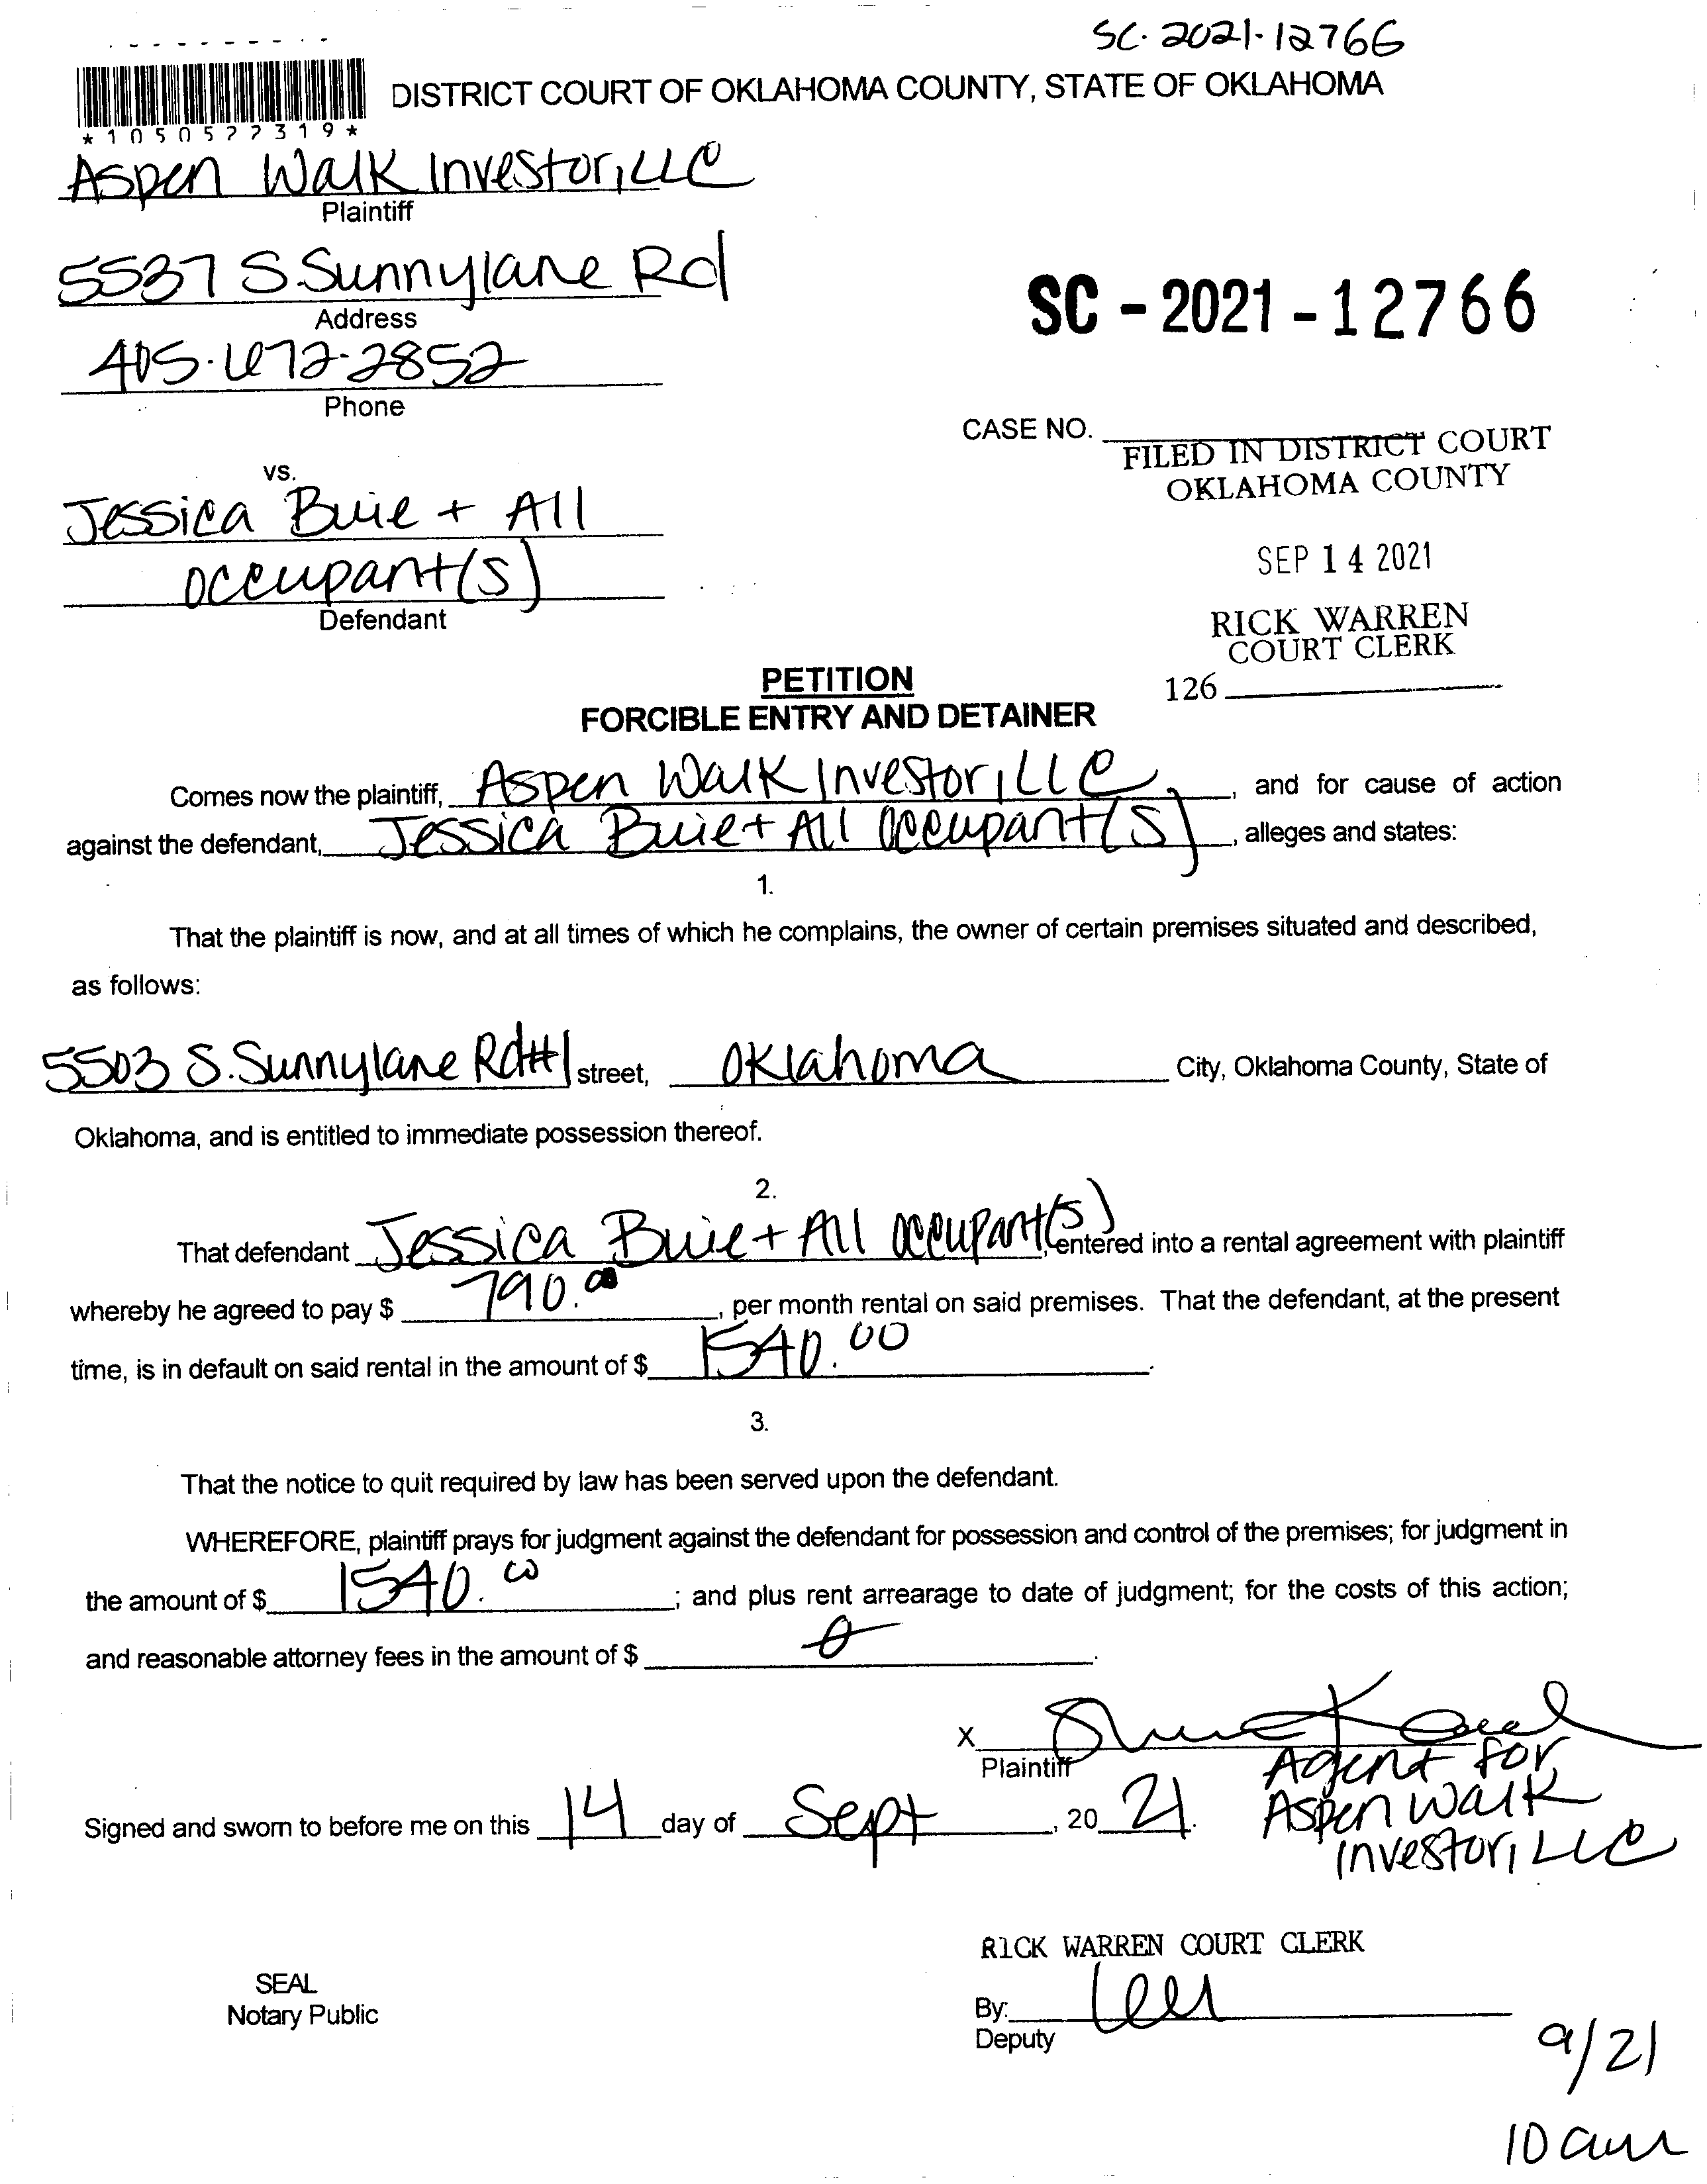 SC-2021-12766
DISTRICT COURT OF OKLAHOMA COUNTY, STATE OF OKLAHOMA
*1050522319*
Aspen Walk Investor, LLC
Plaintiff
5537 S. Sunnylane Rd
Address
405-672-2852
Phone
SC - 2021 - 12766
CASE NO.
FILED IN DISTRICT COURT
OKLAHOMA COUNTY
SEP 14 2021
RICK WARREN
COURT CLERK
126
vs.
Jessica Buie + All
occupant(s)
Defendant
PETITION
FORCIBLE ENTRY AND DETAINER
Comes now the plaintiff, Aspen Walk Investor, LLC, and for cause of action
against the defendant, Jessica Buie + All Occupant(s), alleges and states:
1.
That the plaintiff is now, and at all times of which he complains, the owner of certain premises situated and described,
as follows:
5503 S. Sunnylane Rd #1 street, Oklahoma City, Oklahoma County, State of
Oklahoma, and is entitled to immediate possession thereof.
2.
That defendant Jessica Buie + All occupant(s), entered into a rental agreement with plaintiff
whereby he agreed to pay $ 790.00, per month rental on said premises. That the defendant, at the present
time, is in default on said rental in the amount of $ 1540.00.
3.
That the notice to quit required by law has been served upon the defendant.
WHEREFORE, plaintiff prays for judgment against the defendant for possession and control of the premises; for judgment in
the amount of $ 1540.00; and plus rent arrearage to date of judgment; for the costs of this action;
and reasonable attorney fees in the amount of $ 0.
X
Plaintiff
Agent for
Aspen Walk
Investor, LLC
Signed and sworn to before me on this 14 day of Sept, 2021.
RICK WARREN COURT CLERK
SEAL
Notary Public
By:
Deputy
9/21
10 am